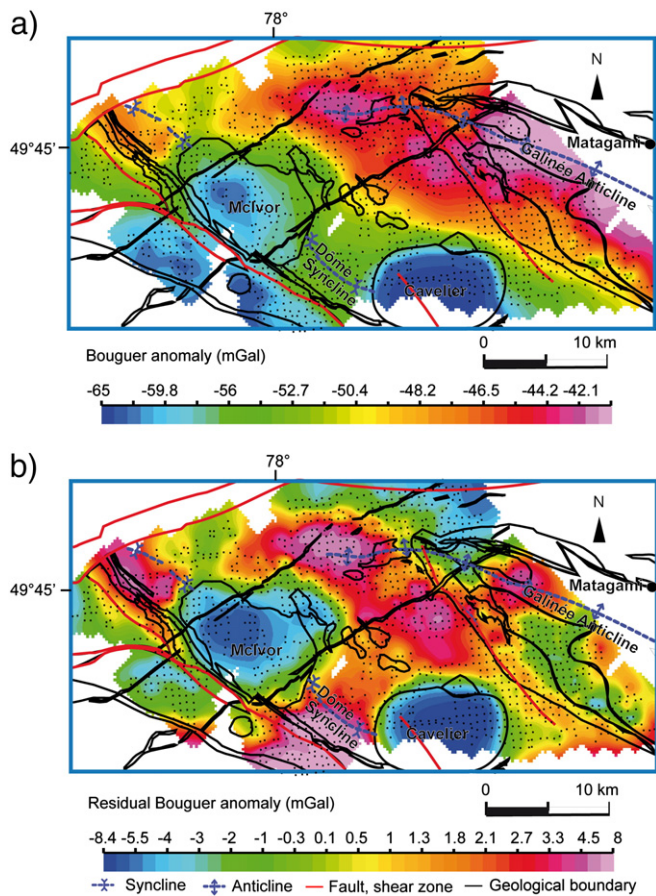 a)
78°
N
49°45'
Matagami
Galinée Anticline
McIvor
Dôme
Syncline
Cavelier
0 10 km
Bouguer anomaly (mGal)
-65 -59.8 -56 -52.7 -50.4 -48.2 -46.5 -44.2 -42.1
b)
78°
N
49°45'
Matagami
Galinée Anticline
McIvor
Dôme
Syncline
Cavelier
0 10 km
Residual Bouguer anomaly (mGal)
-8.4 -5.5 -3 -2 -1 -0.3 0.1 0.5 1 1.3 1.8 2.1 2.7 3.3 4.5 8
Syncline Anticline Fault, shear zone Geological boundary